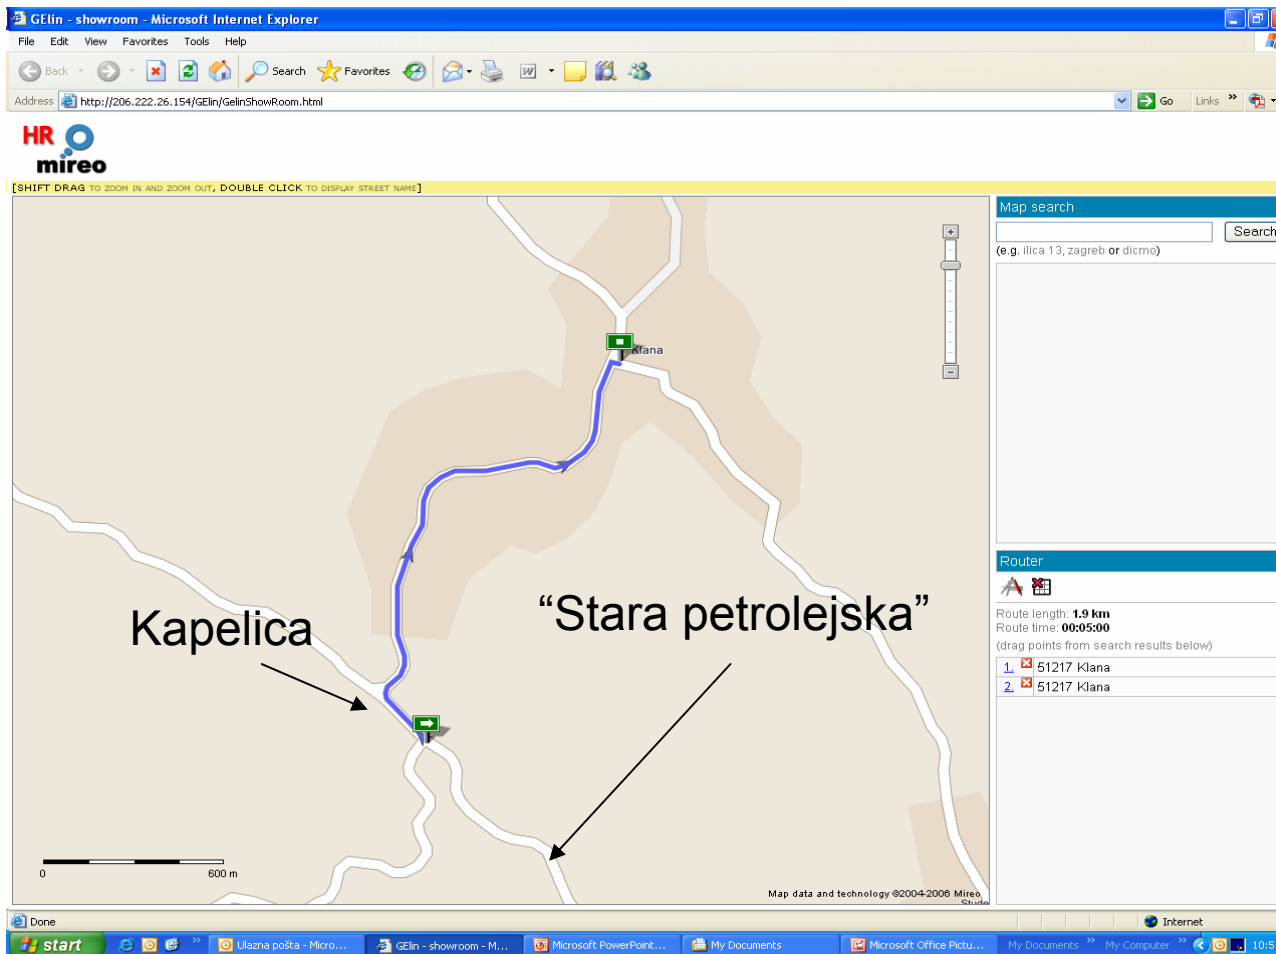 GElin - showroom - Microsoft Internet Explorer
File Edit View Favorites Tools Help
Back Search Favorites
Address http://206.222.26.154/GElin/GelinShowRoom.html Go Links »
HR
mireo
[SHIFT DRAG TO ZOOM IN AND ZOOM OUT, DOUBLE CLICK TO DISPLAY STREET NAME]
Map search
Search
(e.g. ilica 13, zagreb or dicmo)
Klana
Router
Route length: 1.9 km
Route time: 00:05:00
(drag points from search results below)
1. 51217 Klana
2. 51217 Klana
Kapelica
“Stara petrolejska”
0 600 m
Map data and technology ©2004-2006 Mireo
Stude
Done
Internet
start » Ulazna pošta - Micro... GElin - showroom - M... Microsoft PowerPoint... My Documents Microsoft Office Pictu... My Documents » My Computer » 10:5